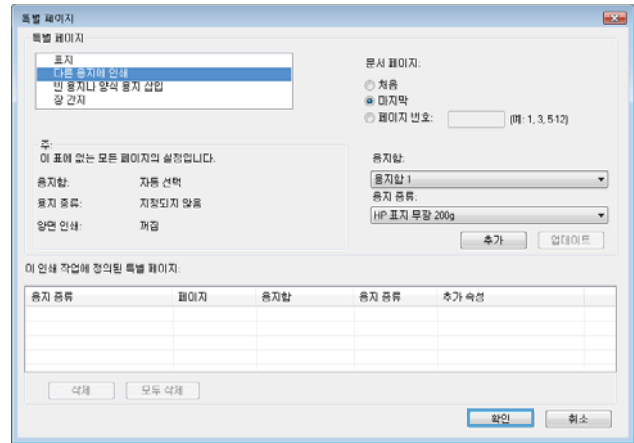 특별 페이지
특별 페이지
표지
다른 용지에 인쇄
빈 용지나 양식 용지 삽입
장 간지
문서 페이지:
처음
마지막
페이지 번호:
(예: 1, 3, 5-12)
주:
이 표에 없는 모든 페이지의 설정입니다.
용지함: 자동 선택
용지 종류: 지정되지 않음
양면 인쇄: 꺼짐
용지함:
용지함 1
용지 종류:
HP 표지 무광 200g
추가 업데이트
이 인쇄 작업에 정의된 특별 페이지:
용지 종류 페이지 용지함 용지 종류 추가 속성
삭제 모두 삭제
확인 취소